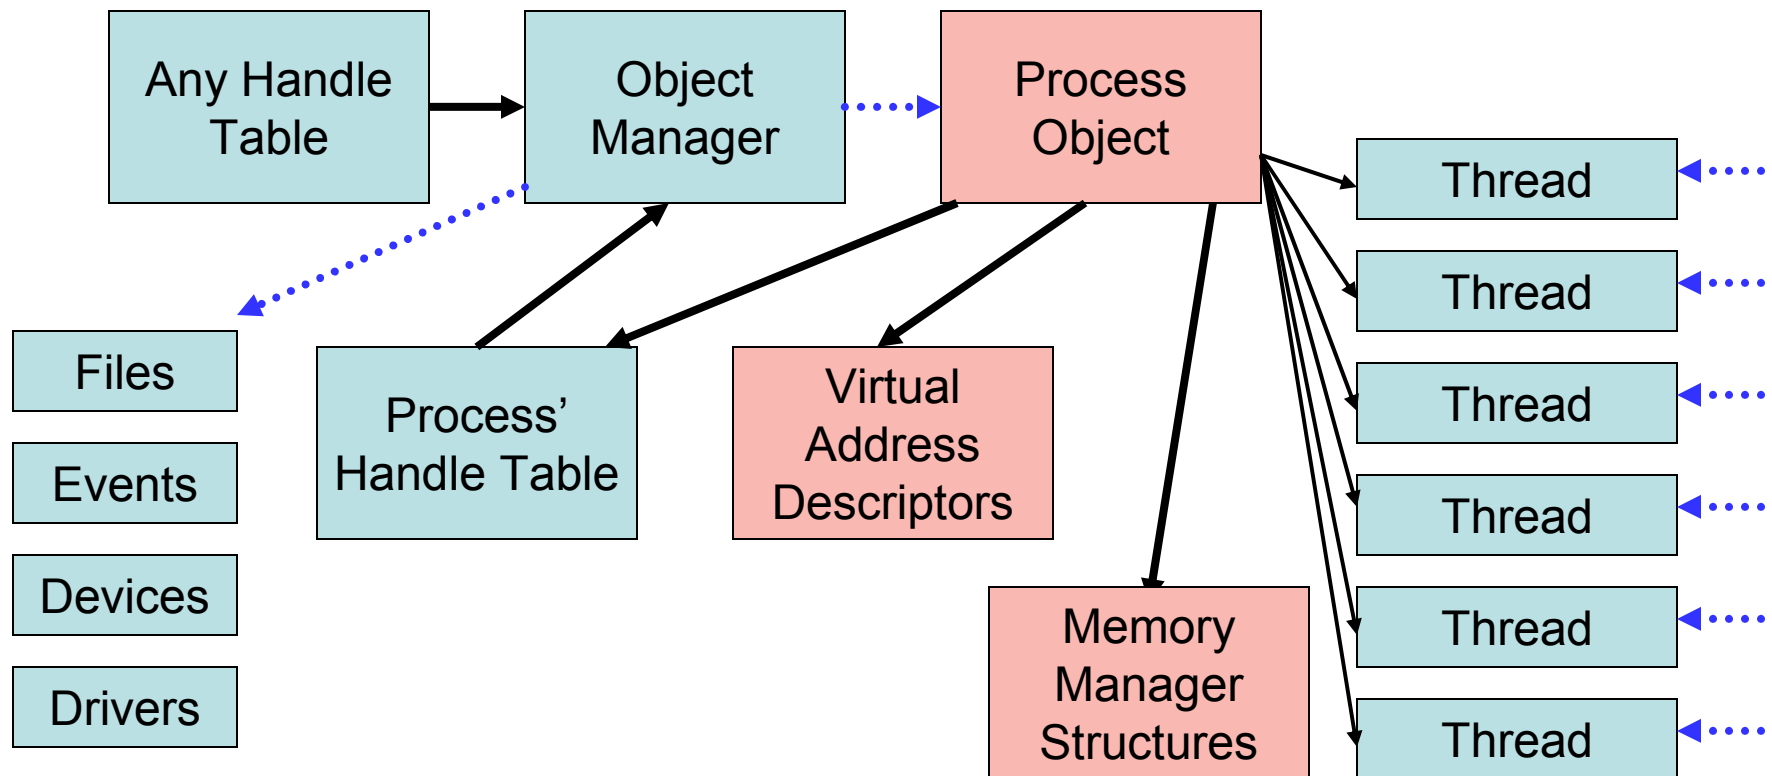 Any Handle
Table
Object
Manager
Process
Object
Thread
Thread
Thread
Thread
Thread
Thread
Files
Events
Devices
Drivers
Process’
Handle Table
Virtual
Address
Descriptors
Memory
Manager
Structures